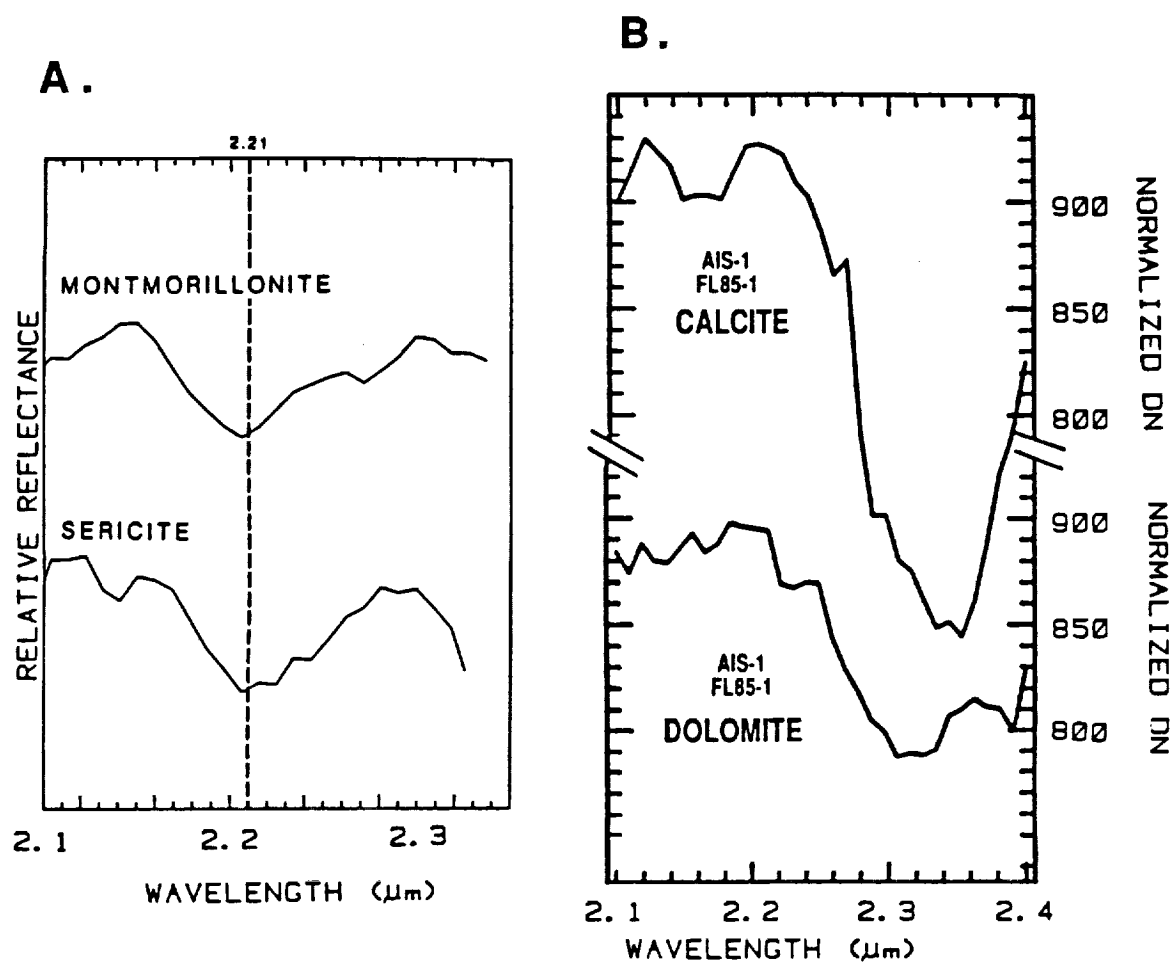 A.
2.21
MONTMORILLONITE
SERICITE
RELATIVE REFLECTANCE
2.1 2.2 2.3
WAVELENGTH (μm)
B.
AIS-1
FL85-1
CALCITE
AIS-1
FL85-1
DOLOMITE
900
850
800
900
850
800
NORMALIZED DN
NORMALIZED DN
2.1 2.2 2.3 2.4
WAVELENGTH (μm)